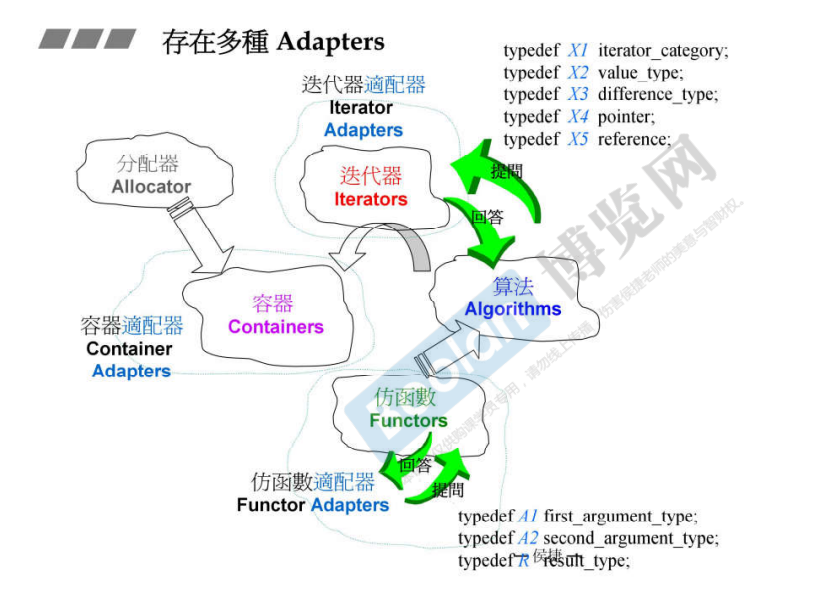 存在多種 Adapters
typedef X1 iterator_category;
typedef X2 value_type;
typedef X3 difference_type;
typedef X4 pointer;
typedef X5 reference;
迭代器適配器
Iterator
Adapters
分配器
Allocator
迭代器
Iterators
提問
回答
算法
Algorithms
容器
Containers
容器適配器
Container
Adapters
仿函數
Functors
回答
提問
仿函數適配器
Functor Adapters
typedef A1 first_argument_type;
typedef A2 second_argument_type;
typedef R result_type;
侯捷
博览网